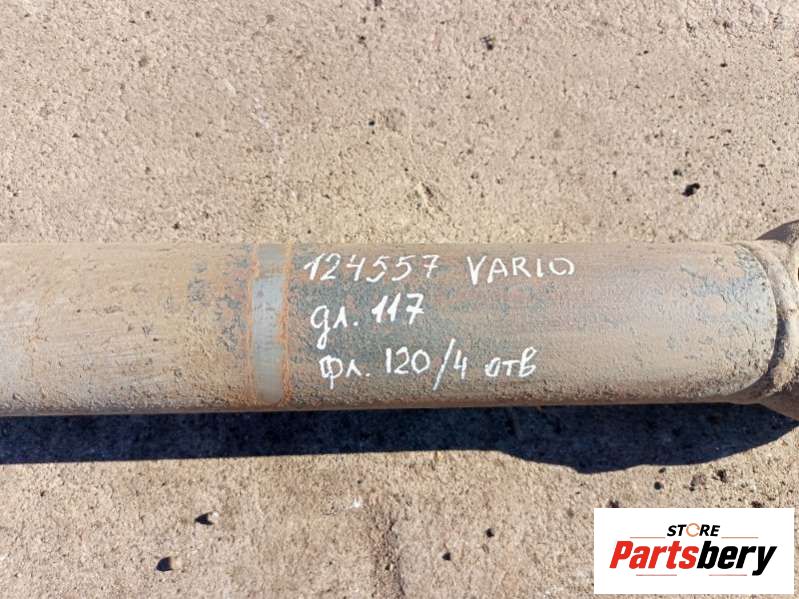 124557 VARIO
дл. 117
фл. 120/4 отв
STORE
Partsbery